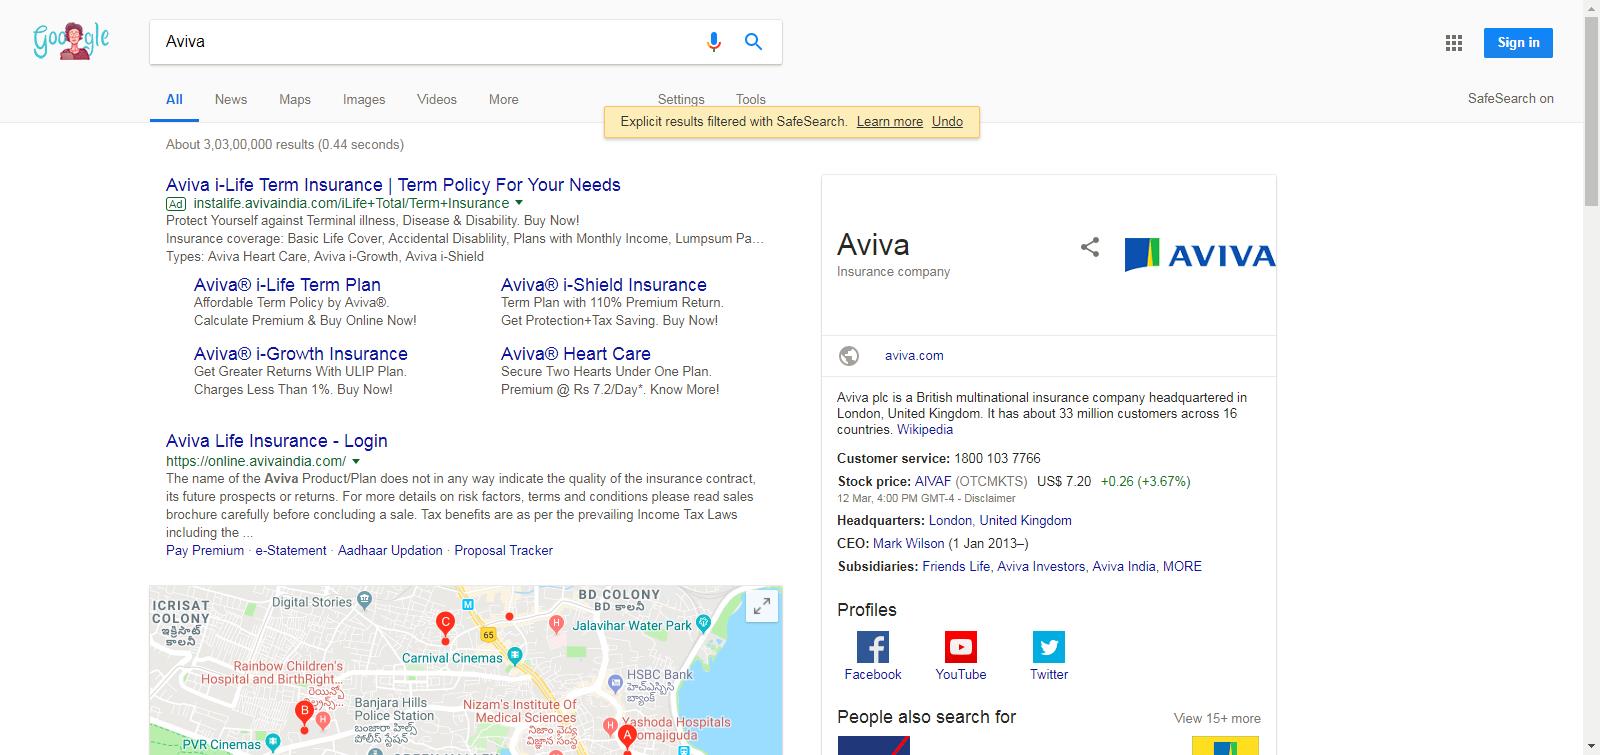 Google
Aviva
Sign in
All
News
Maps
Images
Videos
More
Settings
Tools
SafeSearch on
Explicit results filtered with SafeSearch. Learn more Undo
About 3,03,00,000 results (0.44 seconds)
Aviva i-Life Term Insurance | Term Policy For Your Needs
Ad instalife.avivaindia.com/iLife+Total/Term+Insurance
Protect Yourself against Terminal illness, Disease & Disability. Buy Now!
Insurance coverage: Basic Life Cover, Accidental Disablility, Plans with Monthly Income, Lumpsum Pa…
Types: Aviva Heart Care, Aviva i-Growth, Aviva i-Shield
Aviva® i-Life Term Plan
Affordable Term Policy by Aviva®.
Calculate Premium & Buy Online Now!
Aviva® i-Shield Insurance
Term Plan with 110% Premium Return.
Get Protection+Tax Saving. Buy Now!
Aviva® i-Growth Insurance
Get Greater Returns With ULIP Plan.
Charges Less Than 1%. Buy Now!
Aviva® Heart Care
Secure Two Hearts Under One Plan.
Premium @ Rs 7.2/Day*. Know More!
Aviva Life Insurance - Login
https://online.avivaindia.com/
The name of the Aviva Product/Plan does not in any way indicate the quality of the insurance contract,
its future prospects or returns. For more details on risk factors, terms and conditions please read sales
brochure carefully before concluding a sale. Tax benefits are as per the prevailing Income Tax Laws
including the ...
Pay Premium · e-Statement · Aadhaar Updation · Proposal Tracker
ICRISAT
COLONY
ఇక్రిసాట్
కాలనీ
Digital Stories
M
C
65
H
BD COLONY
BD కాలనీ
Jalavihar Water Park
Carnival Cinemas
Rainbow Children's
Hospital and BirthRight...
HSBC Bank
హెచ్ఎస్బిసి
బ్యాంక్
B
H
Banjara Hills
Police Station
బంజారా హిల్స్
పోలీస్ స్టేషన్
Nizam's Institute Of
Medical Sciences
నిజాం వైద్య
విజ్ఞాన సంస్థ
H
Yashoda Hospitals
A
Somajiguda
PVR Cinemas
Aviva
Insurance company
AVIVA
aviva.com
Aviva plc is a British multinational insurance company headquartered in
London, United Kingdom. It has about 33 million customers across 16
countries. Wikipedia
Customer service: 1800 103 7766
Stock price: AIVAF (OTCMKTS) US$ 7.20 +0.26 (+3.67%)
12 Mar, 4:00 PM GMT-4 - Disclaimer
Headquarters: London, United Kingdom
CEO: Mark Wilson (1 Jan 2013–)
Subsidiaries: Friends Life, Aviva Investors, Aviva India, MORE
Profiles
Facebook
YouTube
Twitter
People also search for
View 15+ more